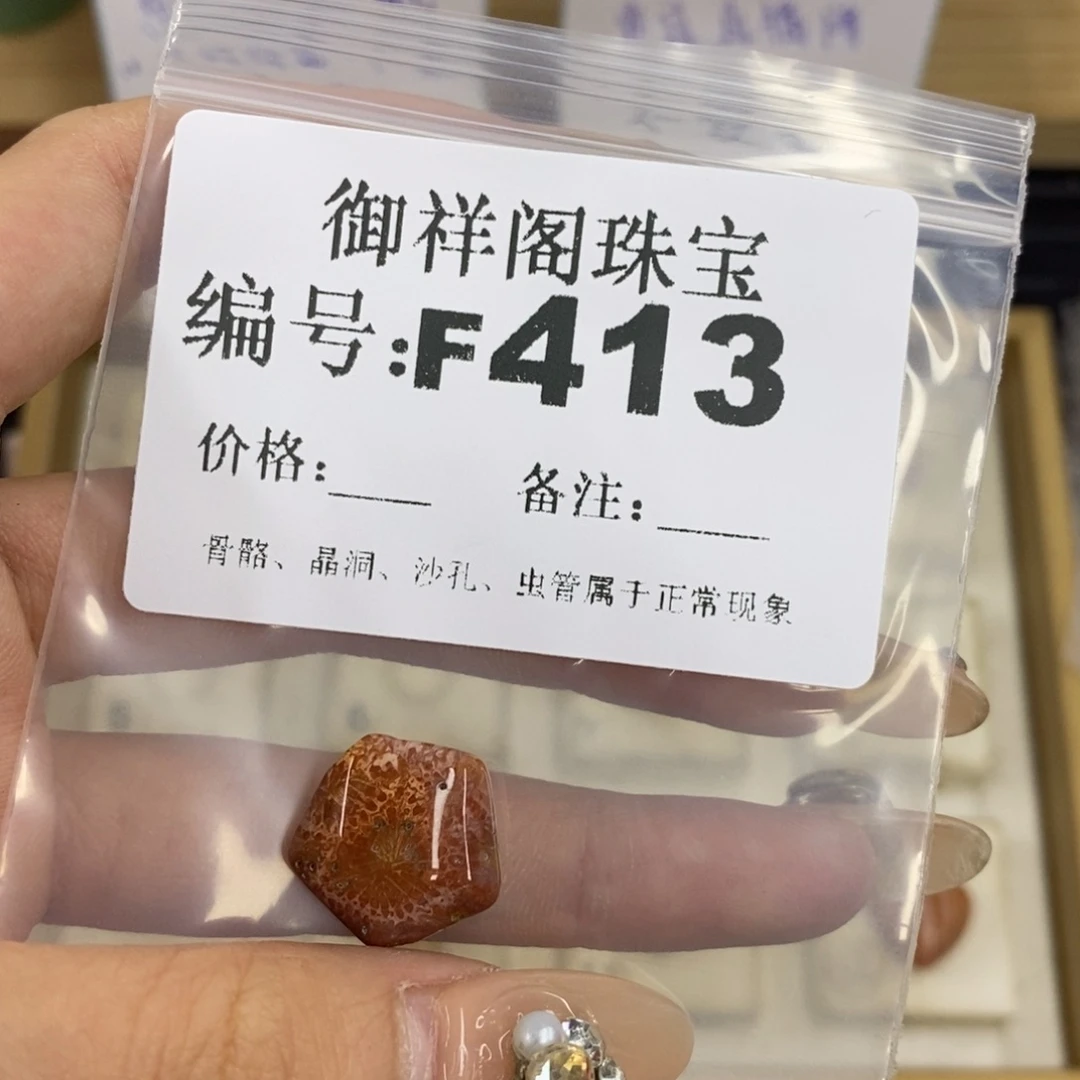 御祥阁珠宝
编号:F413
价格:____ 备注:____
骨骼、晶洞、沙孔、虫管属于正常现象